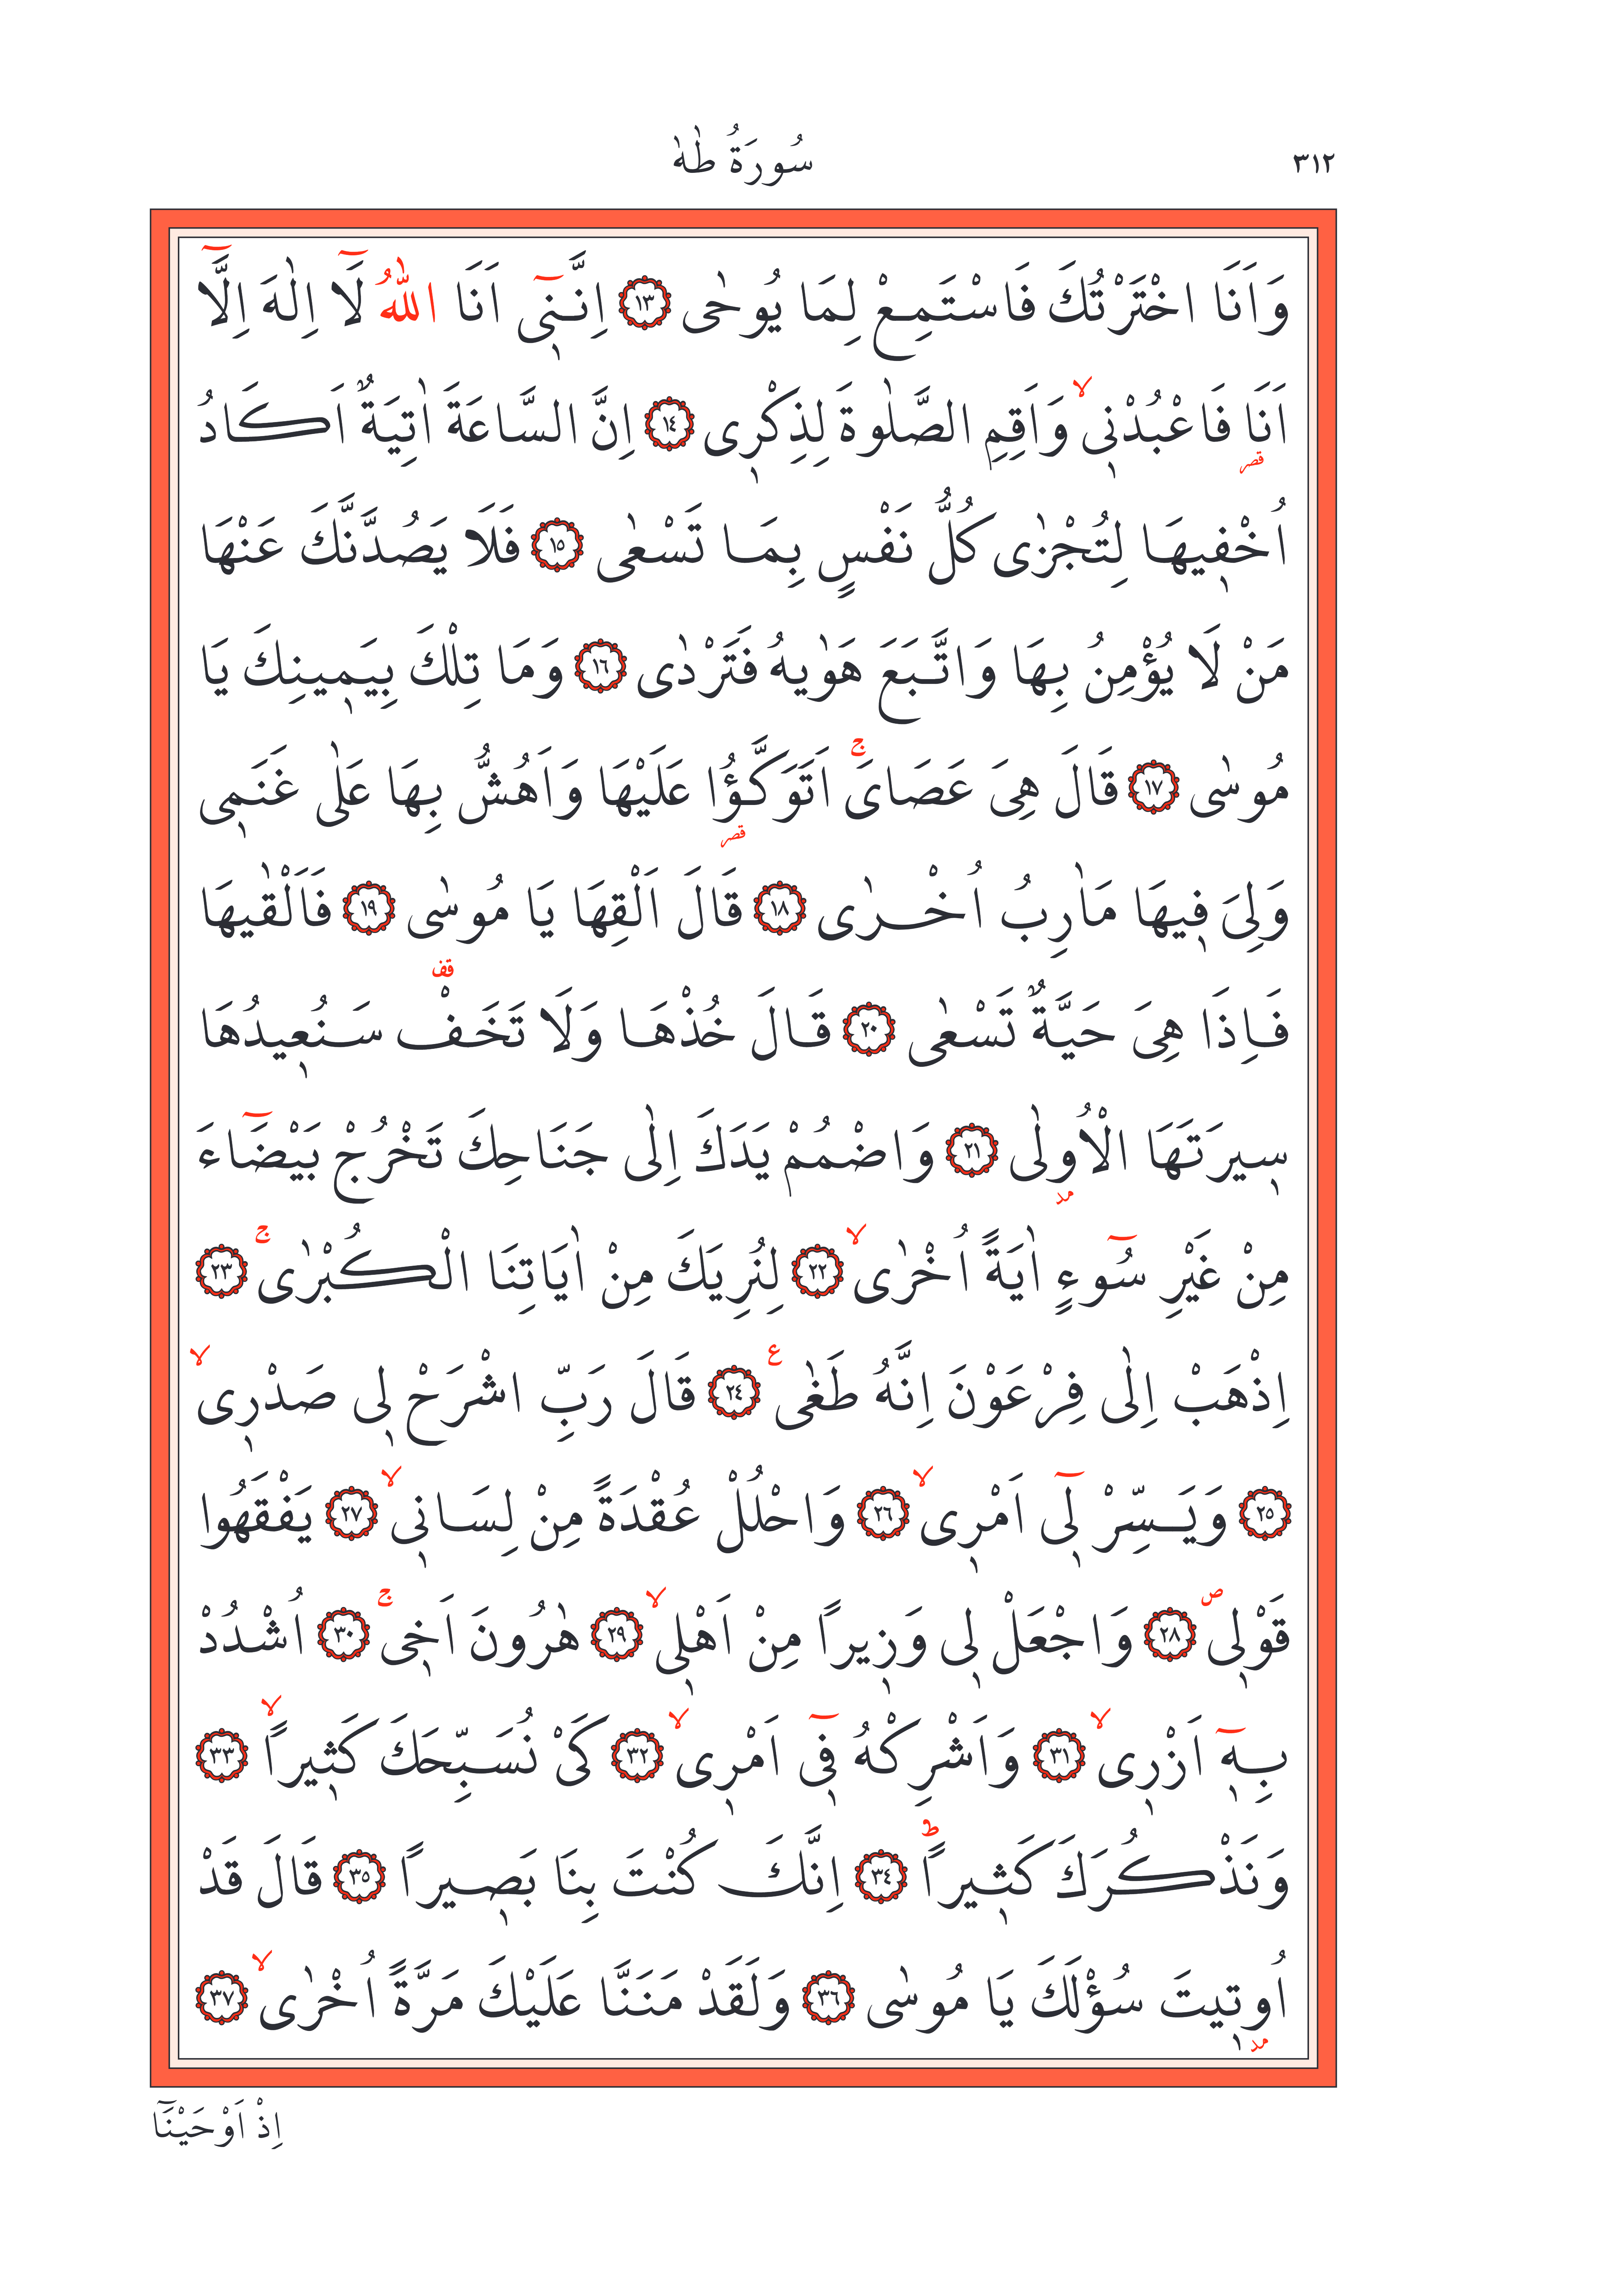 سُورَةُ طٰهٰ ٣١٢
وَاَنَا اخْتَرْتُكَ فَاسْتَمِعْ لِمَا يُوحٰى ﴿١٣﴾ اِنَّـنٖٓى اَنَا اللّٰهُ لَٓا اِلٰهَ اِلَّٓا
اَنَا۬ فَاعْبُدْنٖىۙ وَاَقِمِ الصَّلٰوةَ لِذِكْرٖى ﴿١٤﴾ اِنَّ السَّاعَةَ اٰتِيَةٌ اَكَادُ
اُخْفٖيهَا لِتُجْزٰى كُلُّ نَفْسٍ بِمَا تَسْعٰى ﴿١٥﴾ فَلَا يَصُدَّنَّكَ عَنْهَا
مَنْ لَا يُؤْمِنُ بِهَا وَاتَّبَعَ هَوٰيهُ فَتَرْدٰى ﴿١٦﴾ وَمَا تِلْكَ بِيَمٖينِكَ يَا
مُوسٰى ﴿١٧﴾ قَالَ هِىَ عَصَاىَۚ اَتَوَكَّؤُ۬ا عَلَيْهَا وَاَهُشُّ بِهَا عَلٰى غَنَمٖى
وَلِىَ فٖيهَا مَاٰرِبُ اُخْرٰى ﴿١٨﴾ قَالَ اَلْقِهَا يَا مُوسٰى ﴿١٩﴾ فَاَلْقٰيهَا
فَاِذَا هِىَ حَيَّةٌ تَسْعٰى ﴿٢٠﴾ قَالَ خُذْهَا وَلَا تَخَفْ۠ سَنُعٖيدُهَا
سٖيرَتَهَا الْاُو۫لٰى ﴿٢١﴾ وَاضْمُمْ يَدَكَ اِلٰى جَنَاحِكَ تَخْرُجْ بَيْضَٓاءَ
مِنْ غَيْرِ سُٓوءٍ اٰيَةً اُخْرٰىۙ ﴿٢٢﴾ لِنُرِيَكَ مِنْ اٰيَاتِنَا الْكُبْرٰىۚ ﴿٢٣﴾
اِذْهَبْ اِلٰى فِرْعَوْنَ اِنَّهُ طَغٰى ع ﴿٢٤﴾ قَالَ رَبِّ اشْرَحْ لٖى صَدْرٖىۙ
﴿٢٥﴾ وَيَسِّرْ لٖٓى اَمْرٖىۙ ﴿٢٦﴾ وَاحْلُلْ عُقْدَةً مِنْ لِسَانٖىۙ ﴿٢٧﴾ يَفْقَهُوا
قَوْلٖى ص ﴿٢٨﴾ وَاجْعَلْ لٖى وَزٖيرًا مِنْ اَهْلٖىۙ ﴿٢٩﴾ هٰرُونَ اَخٖىۚ ﴿٣٠﴾ اُشْدُدْ
بِهٖٓ اَزْرٖىۙ ﴿٣١﴾ وَاَشْرِكْهُ فٖٓى اَمْرٖىۙ ﴿٣٢﴾ كَىْ نُسَبِّحَكَ كَثٖيرًاۙ ﴿٣٣﴾
وَنَذْكُرَكَ كَثٖيرًاؕ ﴿٣٤﴾ اِنَّكَ كُنْتَ بِنَا بَصٖيرًا ﴿٣٥﴾ قَالَ قَدْ
اُو۫تٖيتَ سُؤْلَكَ يَا مُوسٰى ﴿٣٦﴾ وَلَقَدْ مَنَنَّا عَلَيْكَ مَرَّةً اُخْرٰىۙ ﴿٣٧﴾
اِذْ اَوْحَيْنَٓا